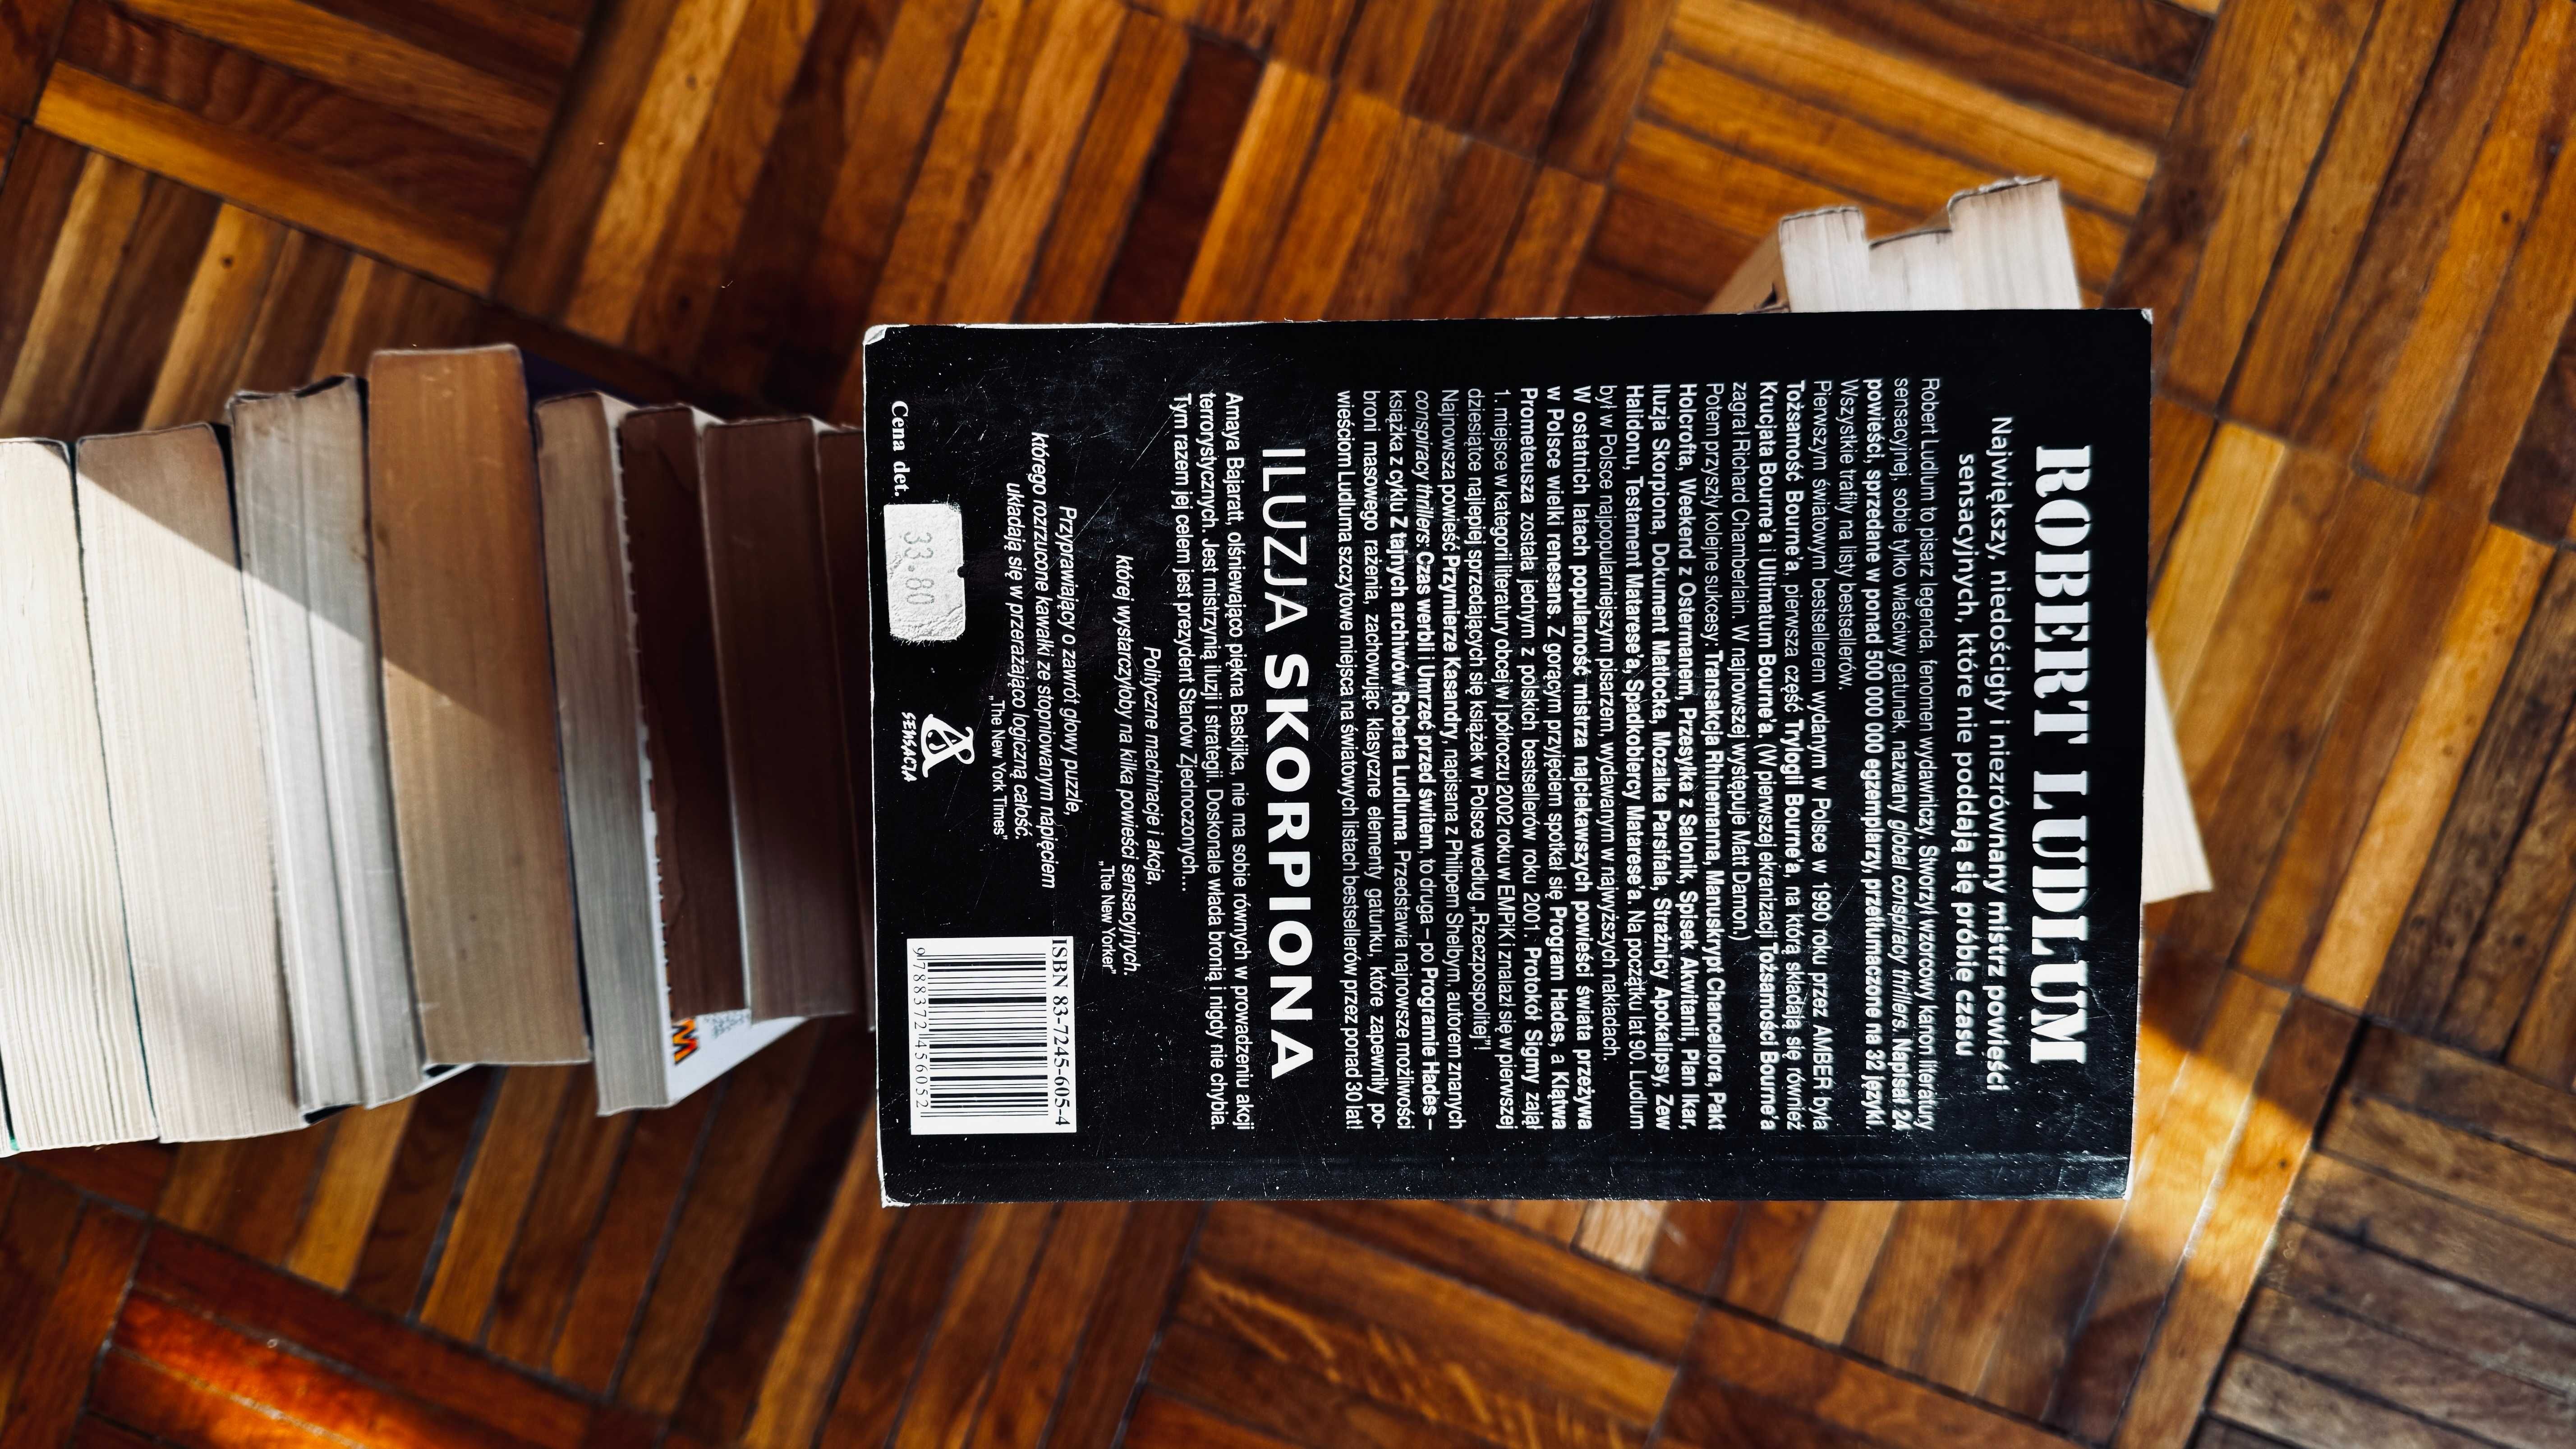 ROBERT LUDLUM
Największy, niedościgły i niezrównany mistrz powieści
sensacyjnych, które nie poddają się próbie czasu
Robert Ludlum to pisarz legenda, fenomen wydawniczy. Stworzył wzorcowy kanon literatury
sensacyjnej, sobie tylko właściwy gatunek, nazwany global conspiracy thrillers. Napisał 24
powieści, sprzedane w ponad 500 000 000 egzemplarzy, przetłumaczone na 32 języki.
Wszystkie trafiły na listy bestsellerów.
Pierwszym światowym bestsellerem wydanym w Polsce w 1990 roku przez AMBER była
Tożsamość Bourne'a, pierwsza część Trylogii Bourne'a, na którą składają się również
Krucjata Bourne'a i Ultimatum Bourne'a. (W pierwszej ekranizacji Tożsamości Bourne'a
zagrał Richard Chamberlain. W najnowszej występuje Matt Damon.)
Potem przyszły kolejne sukcesy: Transakcja Rhinemanna, Manuskrypt Chancellora, Pakt
Holcrofta, Weekend z Ostermanem, Przesyłka z Salonik, Spisek Akwitanii, Plan Ikar,
Iluzja Skorpiona, Dokument Matlocka, Mozaika Parsifala, Strażnicy Apokalipsy, Zew
Halidonu, Testament Matarese'a, Spadkobiercy Matarese'a. Na początku lat 90. Ludlum
był w Polsce najpopularniejszym pisarzem, wydawanym w najwyższych nakładach.
W ostatnich latach popularność mistrza najciekawszych powieści świata przeżywa
w Polsce wielki renesans. Z gorącym przyjęciem spotkał się Program Hades, a Klątwa
Prometeusza została jednym z polskich bestsellerów roku 2001. Protokół Sigmy zajął
1. miejsce w kategorii literatury obcej w I półroczu 2002 roku w EMPiK i znalazł się w pierwszej
dziesiątce najlepiej sprzedających się książek w Polsce według „Rzeczpospolitej”!
Najnowsza powieść Przymierze Kasandry, napisana z Philipem Shelbym, autorem znanych
conspiracy thrillers: Czas werbli i Umrzeć przed świtem, to druga – po Programie Hades –
książka z cyklu Z tajnych archiwów Roberta Ludluma. Przedstawia najnowsze możliwości
broni masowego rażenia, zachowując klasyczne elementy gatunku, które zapewniły po-
wieściom Ludluma szczytowe miejsca na światowych listach bestsellerów przez ponad 30 lat!
ILUZJA SKORPIONA
Amaya Bajaratt, olśniewająco piękna Baskijka, nie ma sobie równych w prowadzeniu akcji
terrorystycznych. Jest mistrzynią iluzji i strategii. Doskonale włada bronią i nigdy nie chybia.
Tym razem jej celem jest prezydent Stanów Zjednoczonych...
Polityczne machinacje i akcja,
której wystarczyłoby na kilka powieści sensacyjnych.
„The New Yorker”
Przyprawiający o zawrót głowy puzzle,
którego rozrzucone kawałki ze stopniowanym napięciem
układają się w przerażająco logiczną całość.
„The New York Times”
Cena det.
33.80
SENSACJA
ISBN 83-7245-605-4
9 788372 456052